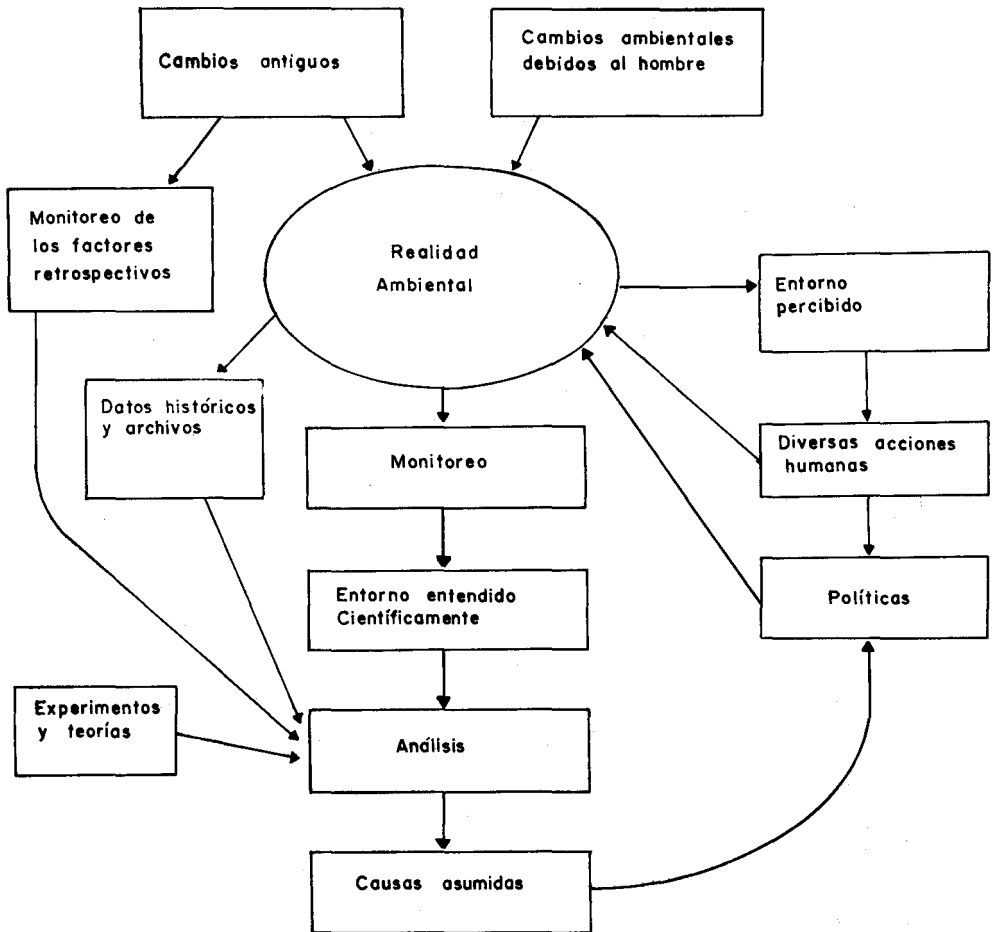 Cambios antiguos
Cambios ambientales
debidos al hombre
Monitoreo de
los factores
retrospectivos
Realidad
Ambiental
Entorno
percibido
Datos históricos
y archivos
Monitoreo
Diversas acciones
humanas
Entorno entendido
Científicamente
Políticas
Experimentos
y teorías
Análisis
Causas asumidas